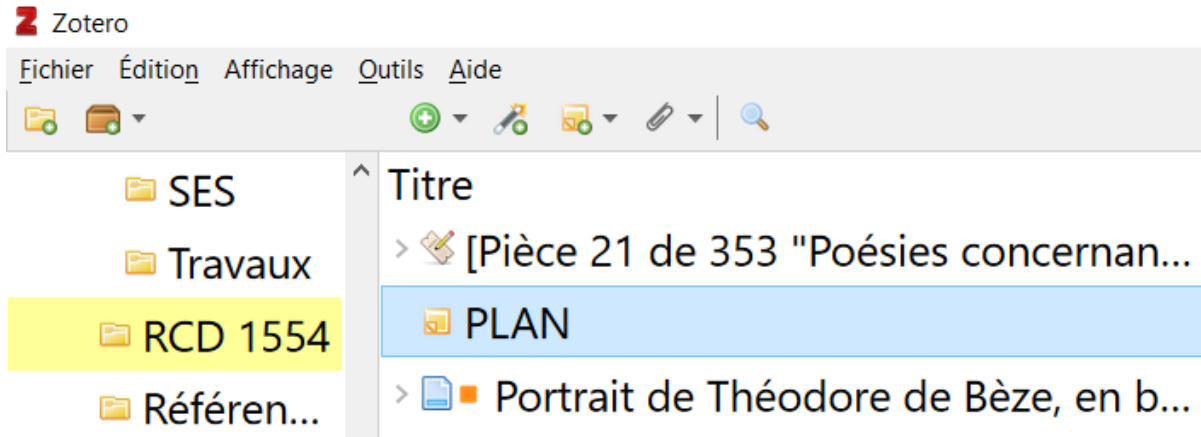 Zotero
Fichier Édition Affichage Outils Aide
SES
Travaux
RCD 1554
Référen...
Titre
[Pièce 21 de 353 "Poésies concernan...
PLAN
Portrait de Théodore de Bèze, en b...